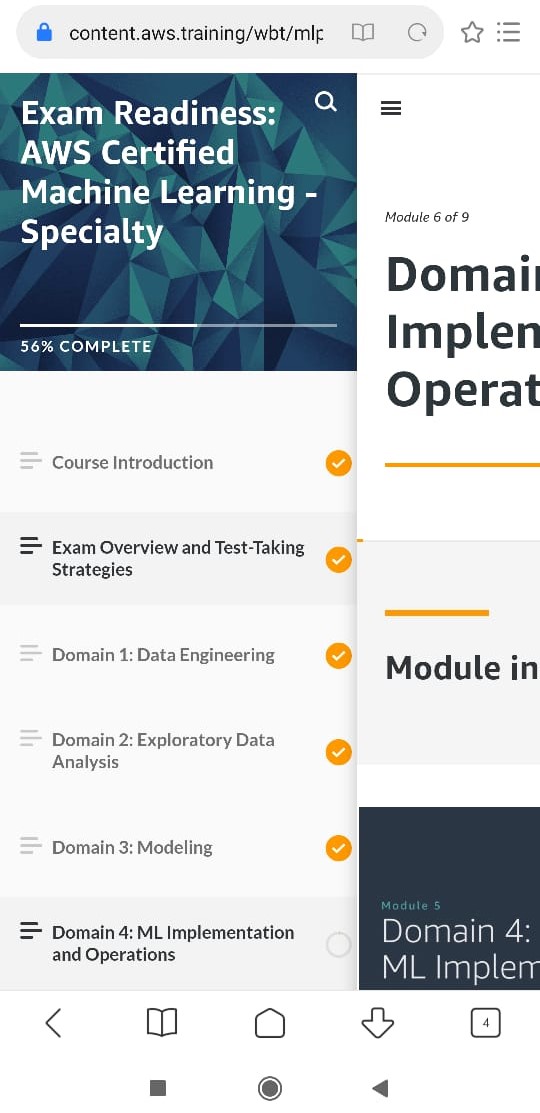 content.aws.training/wbt/mlp
Exam Readiness:
AWS Certified
Machine Learning -
Specialty
56% COMPLETE
Course Introduction
Exam Overview and Test-Taking
Strategies
Domain 1: Data Engineering
Domain 2: Exploratory Data
Analysis
Domain 3: Modeling
Domain 4: ML Implementation
and Operations
Module 6 of 9
Domain
Implem
Operat
Module in
Module 5
Domain 4:
ML Implem
4